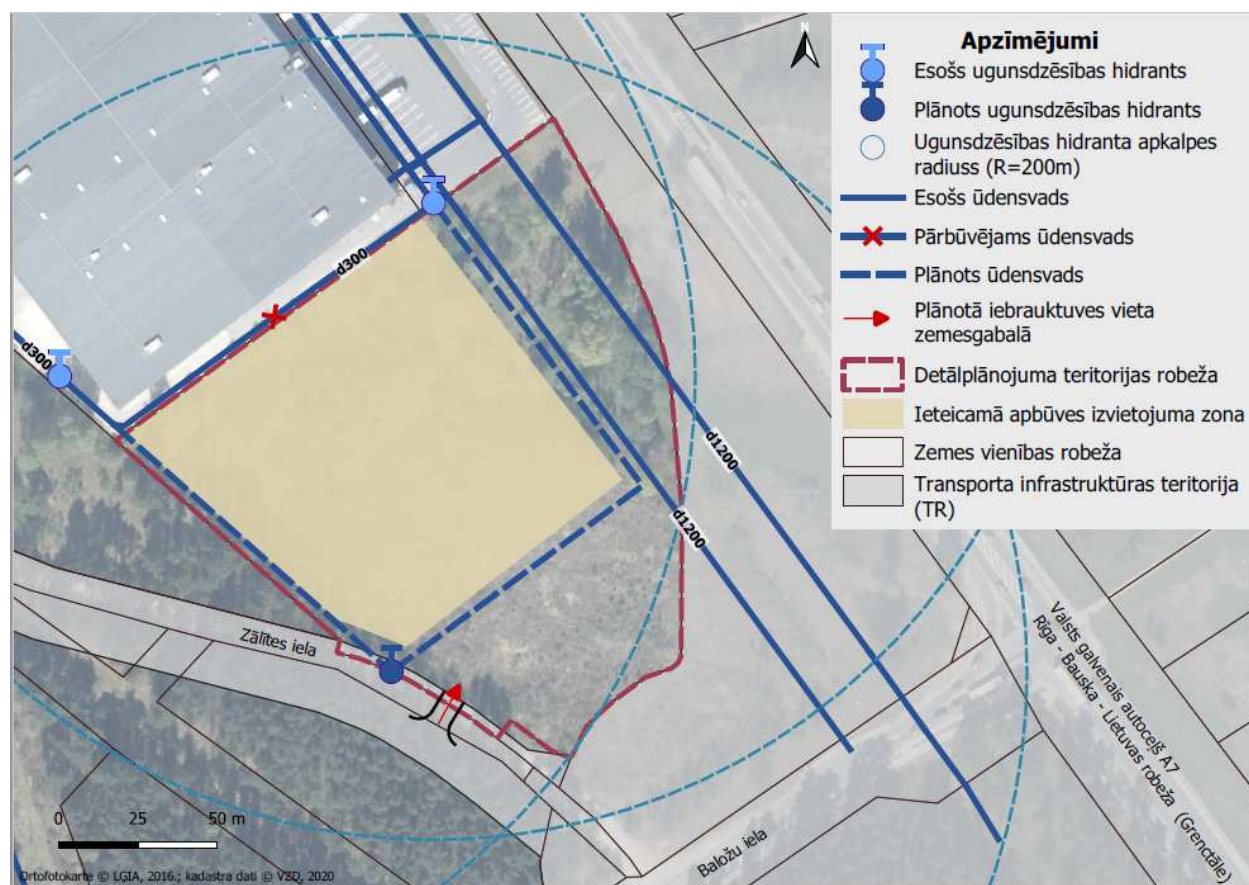 N
Apzīmējumi
Esošs ugunsdzēsības hidrants
Plānots ugunsdzēsības hidrants
Ugunsdzēsības hidranta apkalpes
radiuss (R=200m)
Esošs ūdensvads
Pārbūvējams ūdensvads
Plānots ūdensvads
Plānotā iebrauktuves vieta
zemesgabalā
Detālplānojuma teritorijas robeža
Ieteicamā apbūves izvietojuma zona
Zemes vienības robeža
Transporta infrastruktūras teritorija
(TR)
d300
d300
d1200
d1200
Zālītes iela
Valsts galvenais autoceļš A7
Rīga - Bauska - Lietuvas robeža (Grenctāle)
Baložu iela
0 25 50 m
Ortofotokarte © LĢIA, 2016.; kadastra dati © VZD, 2020